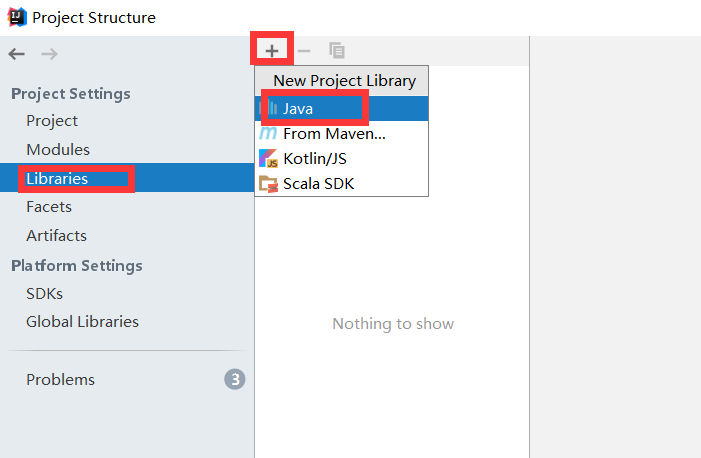 Project Structure
Project Settings
Project
Modules
Libraries
Facets
Artifacts
Platform Settings
SDKs
Global Libraries
Problems 3
New Project Library
Java
From Maven...
Kotlin/JS
Scala SDK
Nothing to show